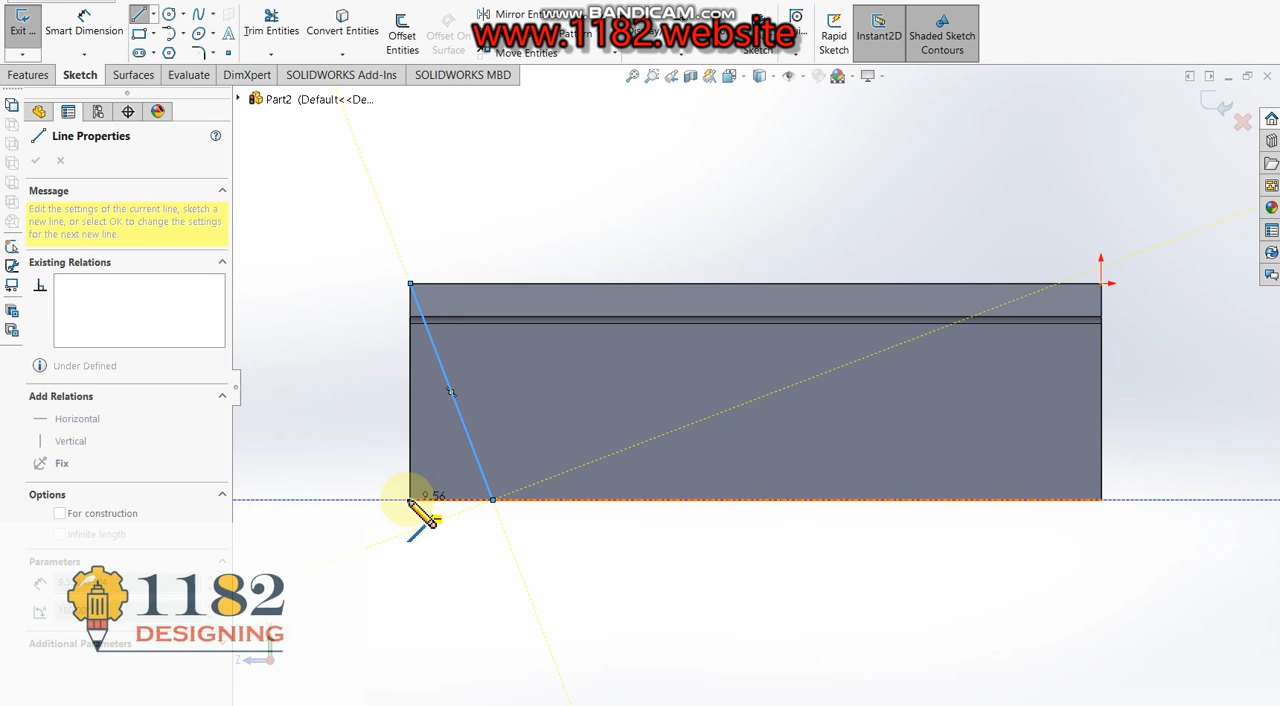 www.BANDICAM.com
www.1182.website
Exit ...
Smart Dimension
Trim Entities
Convert Entities
Offset Entities
Offset On Surface
Mirror Entities
Move Entities
Rapid Sketch
Instant2D
Shaded Sketch Contours
Features
Sketch
Surfaces
Evaluate
DimXpert
SOLIDWORKS Add-Ins
SOLIDWORKS MBD
Part2 (Default<<De...
Line Properties
Message
Edit the settings of the current line, sketch a
new line, or select OK to change the settings
for the next new line.
Existing Relations
Under Defined
Add Relations
Horizontal
Vertical
Fix
Options
For construction
Infinite length
Parameters
Additional Parameters
9.56
1182
DESIGNING
Z